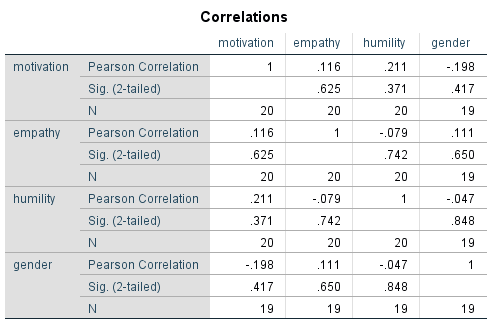 Correlations
motivation empathy humility gender
motivation Pearson Correlation 1 .116 .211 -.198
Sig. (2-tailed) .625 .371 .417
N 20 20 20 19
empathy Pearson Correlation .116 1 -.079 .111
Sig. (2-tailed) .625 .742 .650
N 20 20 20 19
humility Pearson Correlation .211 -.079 1 -.047
Sig. (2-tailed) .371 .742 .848
N 20 20 20 19
gender Pearson Correlation -.198 .111 -.047 1
Sig. (2-tailed) .417 .650 .848
N 19 19 19 19